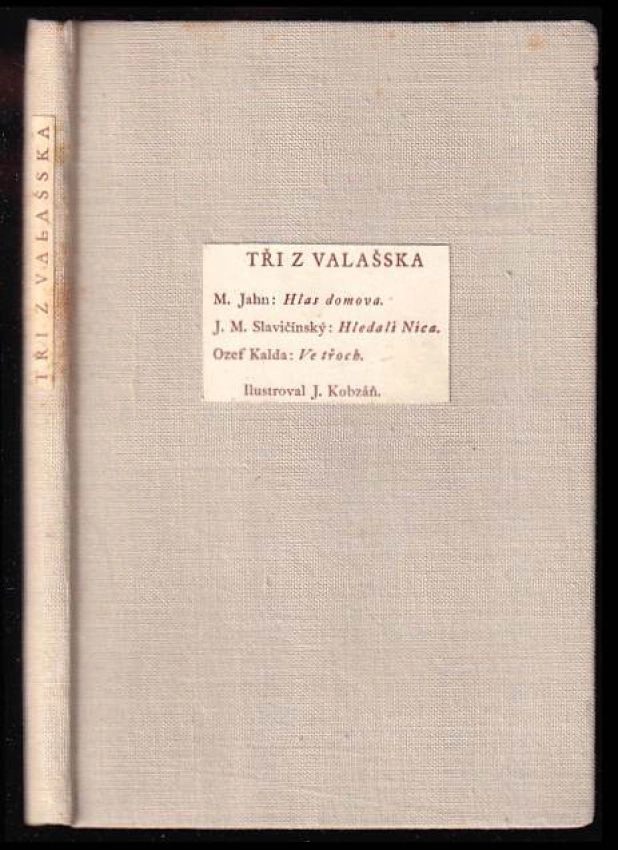 TŘI Z VALAŠSKA
TŘI Z VALAŠSKA
M. Jahn: Hlas domova.
J. M. Slavičínský: Hledali Nica.
Ozef Kalda: Ve třoch.
Ilustroval J. Kobzáň.